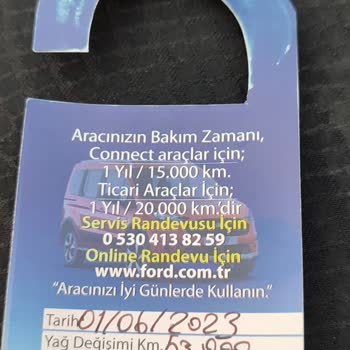 Aracınızın Bakım Zamanı,
Connect araçlar için;
1 Yıl / 15.000 km.
Ticari Araçlar İçin;
1 Yıl / 20.000 km.'dir
Servis Randevusu İçin
0 530 413 82 59
Online Randevu İçin
www.ford.com.tr
“Aracınızı İyi Günlerde Kullanın.”
Tarih 01/06/2023
Yağ Değişimi Km.